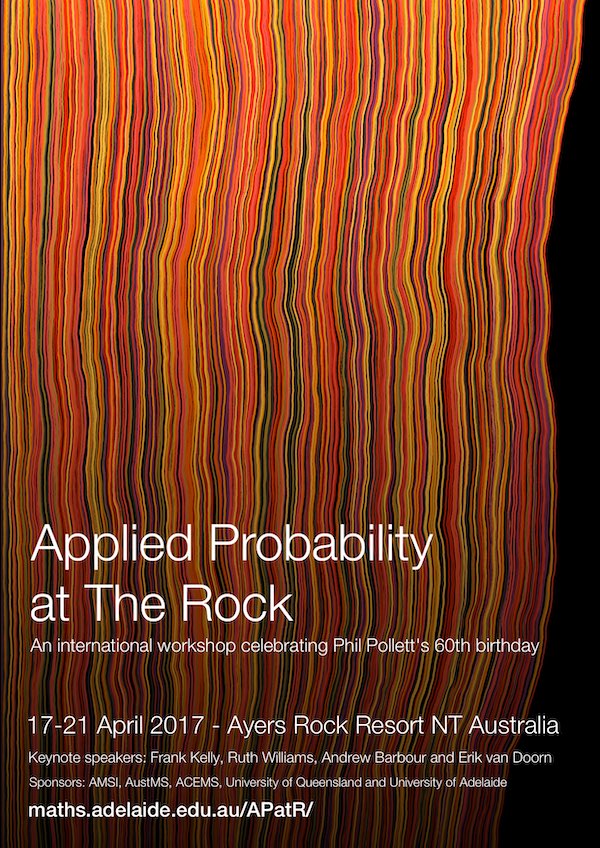 Applied Probability
at The Rock
An international workshop celebrating Phil Pollett's 60th birthday
17-21 April 2017 - Ayers Rock Resort NT Australia
Keynote speakers: Frank Kelly, Ruth Williams, Andrew Barbour and Erik van Doorn
Sponsors: AMSI, AustMS, ACEMS, University of Queensland and University of Adelaide
maths.adelaide.edu.au/APatR/